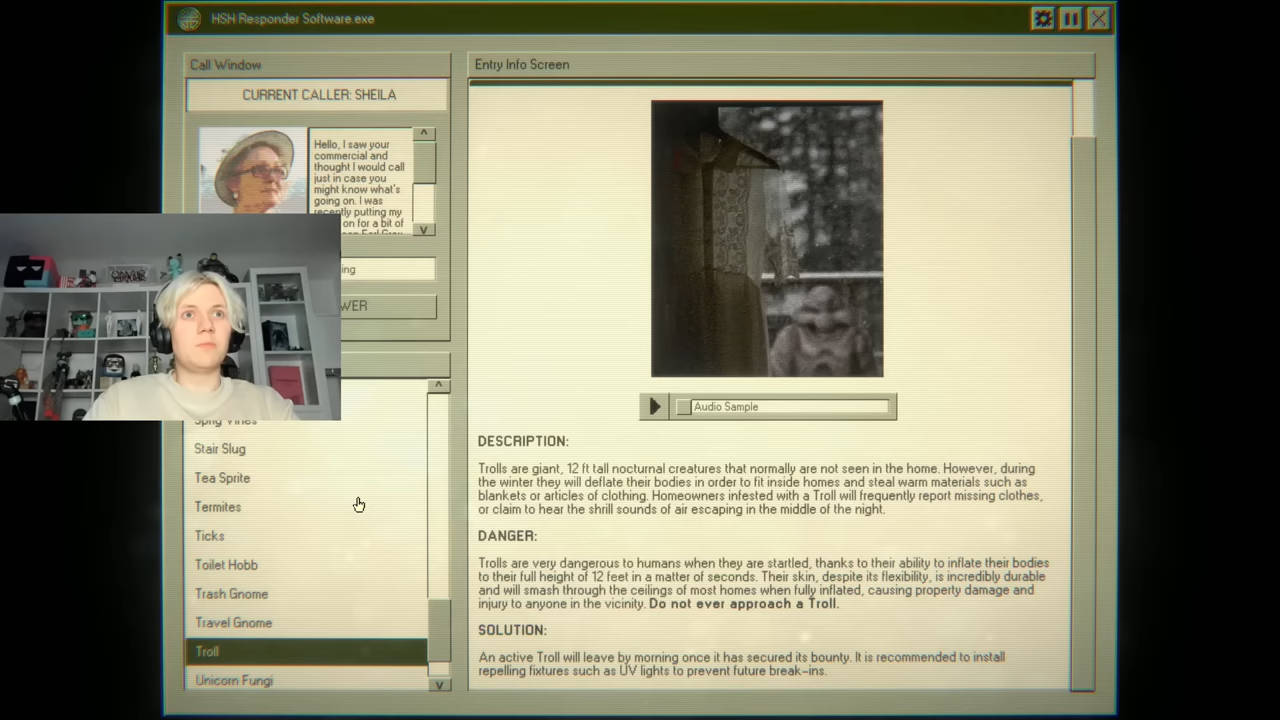 HSH Responder Software.exe
Call Window
CURRENT CALLER: SHEILA
Hello, I saw your
commercial and
thought I would call
just in case you
might know what's
going on. I was
recently putting my
on for a bit of
Earl Grey
ing
WER
Sprig Vines
Stair Slug
Tea Sprite
Termites
Ticks
Toilet Hobb
Trash Gnome
Travel Gnome
Troll
Unicorn Fungi
Entry Info Screen
Audio Sample
DESCRIPTION:
Trolls are giant, 12 ft tall nocturnal creatures that normally are not seen in the home. However, during
the winter they will deflate their bodies in order to fit inside homes and steal warm materials such as
blankets or articles of clothing. Homeowners infested with a Troll will frequently report missing clothes,
or claim to hear the shrill sounds of air escaping in the middle of the night.
DANGER:
Trolls are very dangerous to humans when they are startled, thanks to their ability to inflate their bodies
to their full height of 12 feet in a matter of seconds. Their skin, despite its flexibility, is incredibly durable
and will smash through the ceilings of most homes when fully inflated, causing property damage and
injury to anyone in the vicinity. Do not ever approach a Troll.
SOLUTION:
An active Troll will leave by morning once it has secured its bounty. It is recommended to install
repelling fixtures such as UV lights to prevent future break-ins.